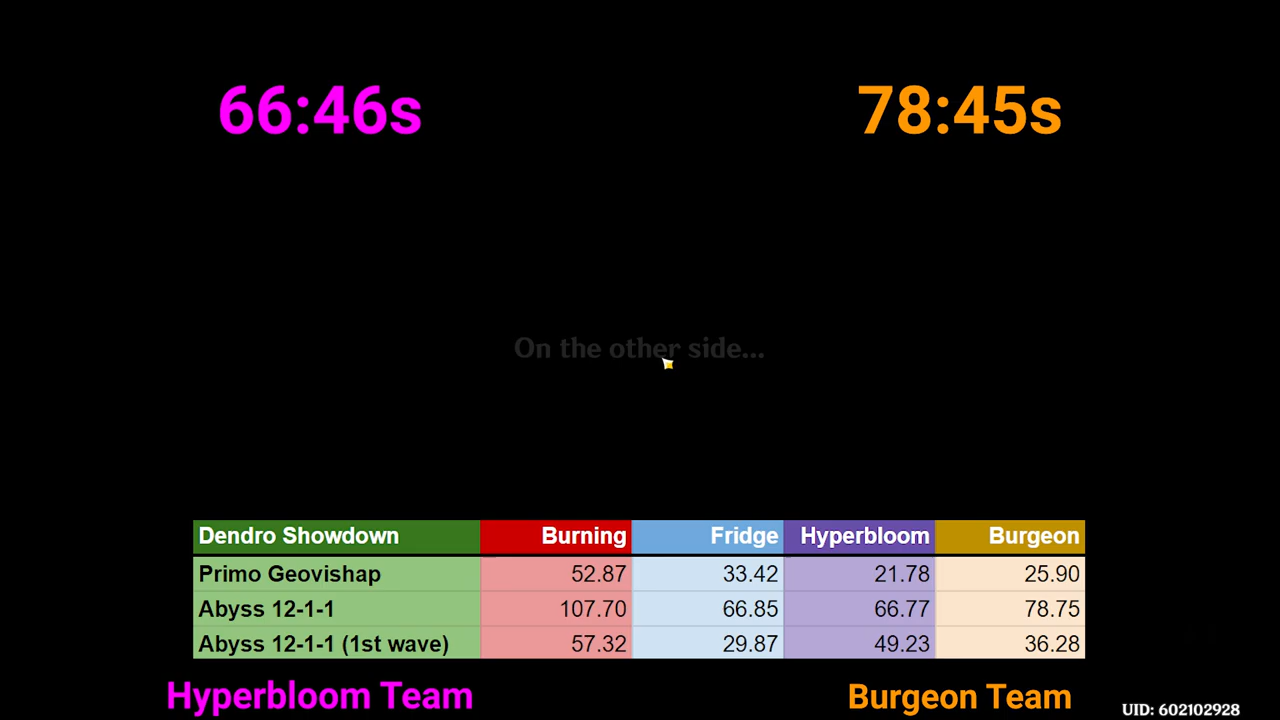 66:46s 78:45s
On the other side...
Dendro Showdown Burning Fridge Hyperbloom Burgeon
Primo Geovishap 52.87 33.42 21.78 25.90
Abyss 12-1-1 107.70 66.85 66.77 78.75
Abyss 12-1-1 (1st wave) 57.32 29.87 49.23 36.28
Hyperbloom Team Burgeon Team
UID: 602102928